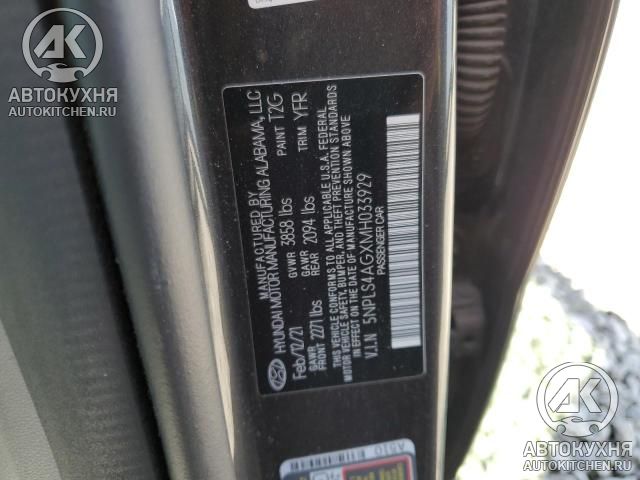 АК
АВТОКУХНЯ
AUTOKITCHEN.RU
MANUFACTURED BY
HYUNDAI MOTOR MANUFACTURING ALABAMA, LLC
Feb/12/21 GVWR 3858 lbs PAINT T2G
GAWR FRONT 2271 lbs GAWR REAR 2094 lbs TRIM YFR
THIS VEHICLE CONFORMS TO ALL APPLICABLE U.S.A. FEDERAL
MOTOR VEHICLE SAFETY, BUMPER, AND THEFT PREVENTION STANDARDS
IN EFFECT ON THE DATE OF MANUFACTURE SHOWN ABOVE
V.I.N 5NPLS4AGXMH033929
PASSENGER CAR
АК
АВТОКУХНЯ
AUTOKITCHEN.RU